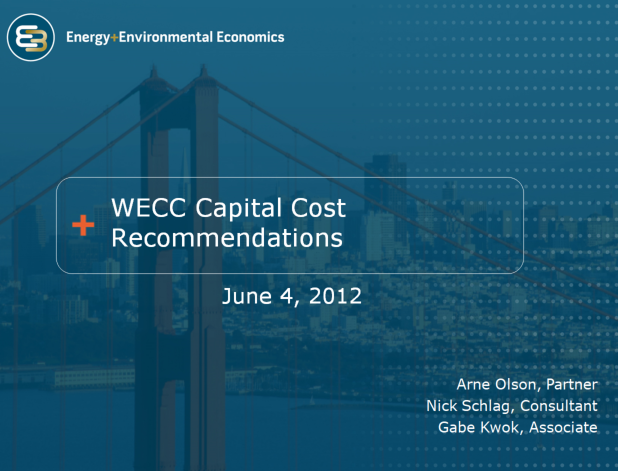 Energy+Environmental Economics
WECC Capital Cost
Recommendations
June 4, 2012
Arne Olson, Partner
Nick Schlag, Consultant
Gabe Kwok, Associate